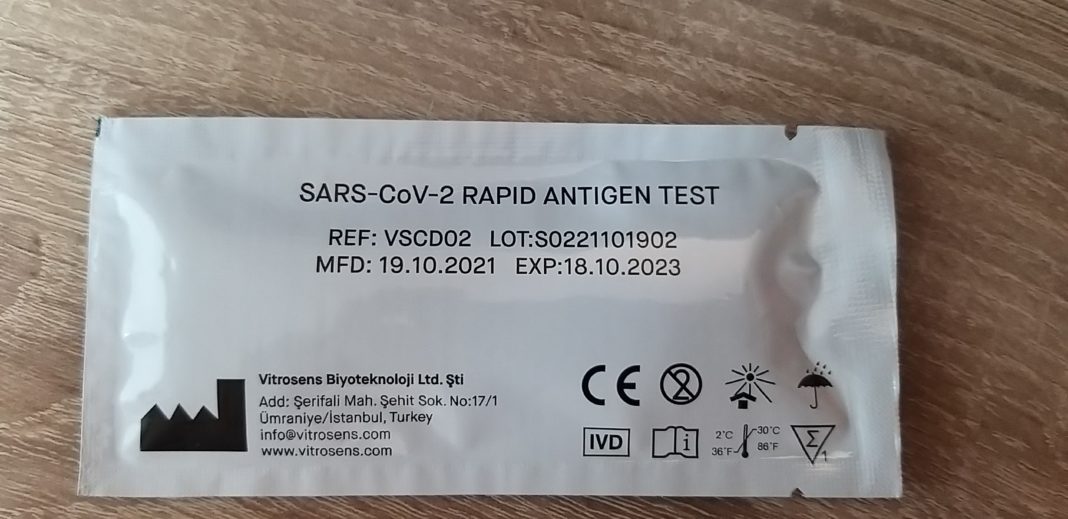 SARS-CoV-2 RAPID ANTIGEN TEST
REF: VSCD02 LOT:S0221101902
MFD: 19.10.2021 EXP:18.10.2023
Vitrosens Biyoteknoloji Ltd. Şti
Add: Şerifali Mah. Şehit Sok. No:17/1
Ümraniye/İstanbul, Turkey
info@vitrosens.com
www.vitrosens.com
CE 2
IVD i 2°C 30°C Σ
36°F 86°F 1